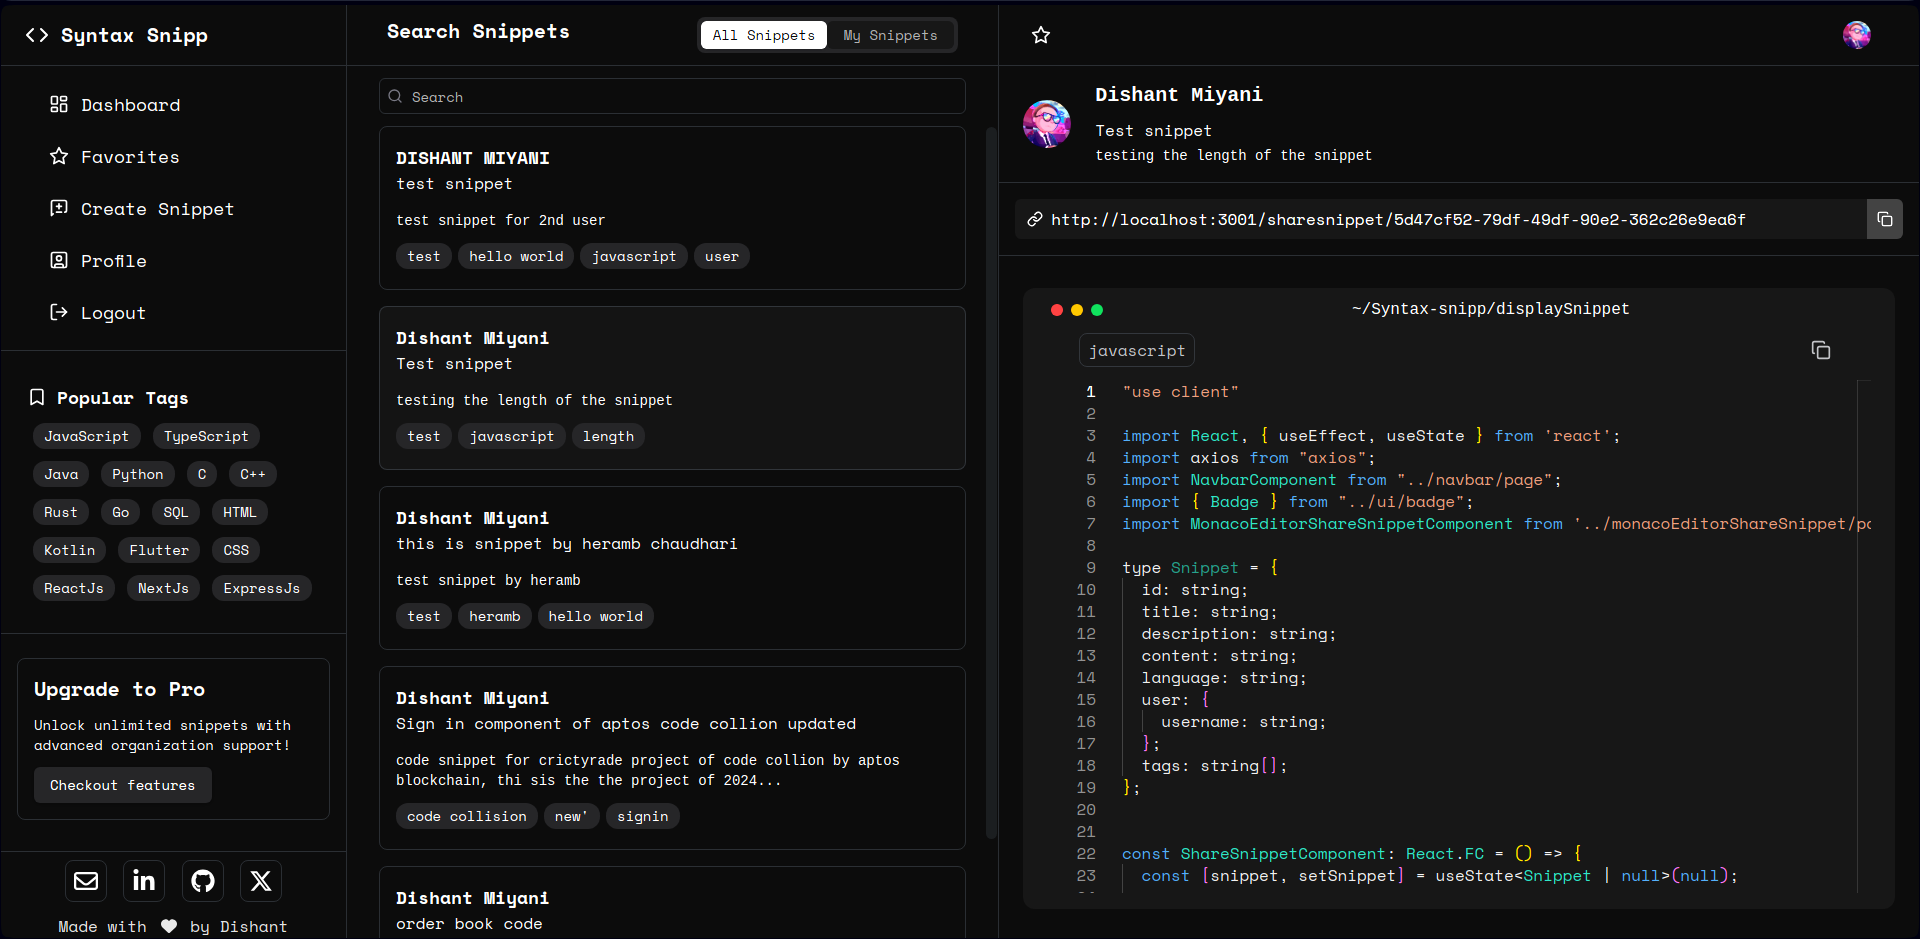 Syntax Snipp
Dashboard
Favorites
Create Snippet
Profile
Logout
Popular Tags
JavaScript TypeScript
Java Python C C++
Rust Go SQL HTML
Kotlin Flutter CSS
ReactJs NextJs ExpressJs
Upgrade to Pro
Unlock unlimited snippets with
advanced organization support!
Checkout features
Made with by Dishant
Search Snippets
All Snippets My Snippets
Search
DISHANT MIYANI
test snippet
test snippet for 2nd user
test hello world javascript user
Dishant Miyani
Test snippet
testing the length of the snippet
test javascript length
Dishant Miyani
this is snippet by heramb chaudhari
test snippet by heramb
test heramb hello world
Dishant Miyani
Sign in component of aptos code collion updated
code snippet for crictyrade project of code collion by aptos
blockchain, thi sis the the project of 2024...
code collision new' signin
Dishant Miyani
order book code
Dishant Miyani
Test snippet
testing the length of the snippet
http://localhost:3001/sharesnippet/5d47cf52-79df-49df-90e2-362c26e9ea6f
~/Syntax-snipp/displaySnippet
javascript
1 "use client"
2
3 import React, { useEffect, useState } from 'react';
4 import axios from "axios";
5 import NavbarComponent from "../navbar/page";
6 import { Badge } from "../ui/badge";
7 import MonacoEditorShareSnippetComponent from '../monacoEditorShareSnippet/pa
8
9 type Snippet = {
10 id: string;
11 title: string;
12 description: string;
13 content: string;
14 language: string;
15 user: {
16 username: string;
17 };
18 tags: string[];
19 };
20
21
22 const ShareSnippetComponent: React.FC = () => {
23 const [snippet, setSnippet] = useState<Snippet | null>(null);